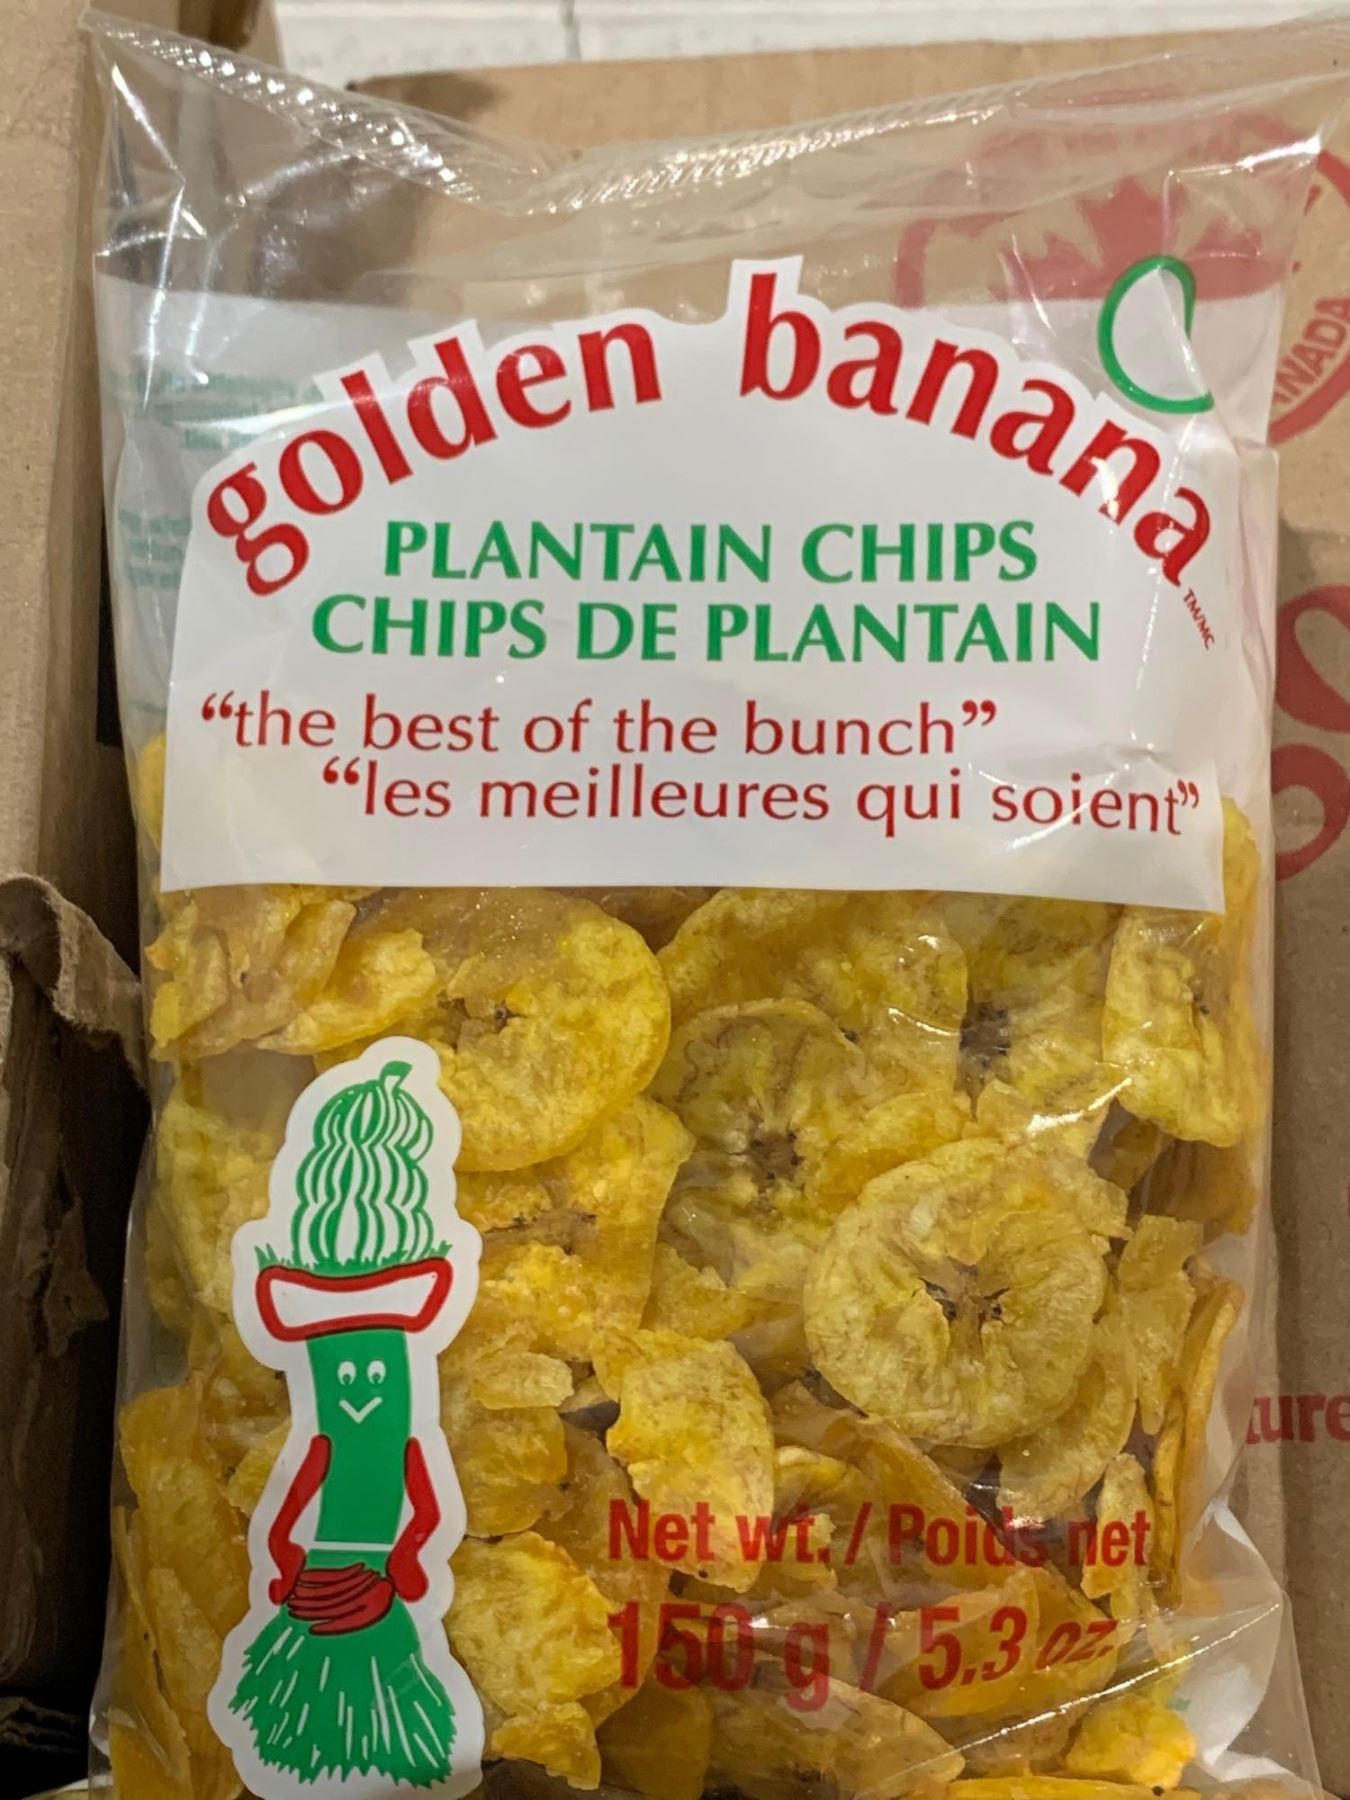 golden banana
TM/MC
PLANTAIN CHIPS
CHIPS DE PLANTAIN
“the best of the bunch”
“les meilleures qui soient”
Net wt. / Poids net
150 g / 5.3 oz.